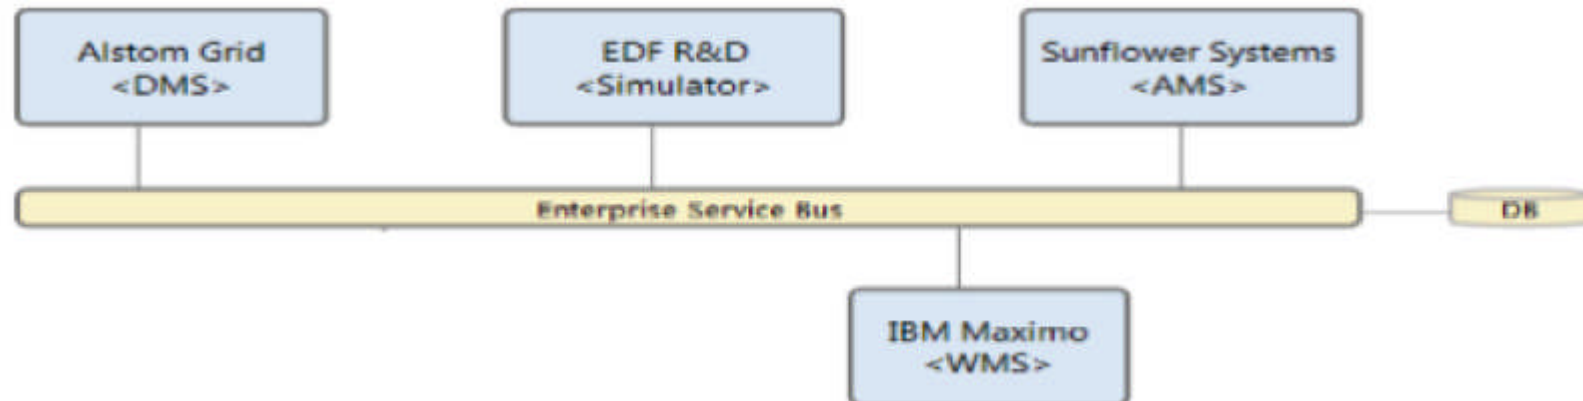 Alstom Grid
<DMS>
EDF R&D
<Simulator>
Sunflower Systems
<AMS>
Enterprise Service Bus
DB
IBM Maximo
<WMS>